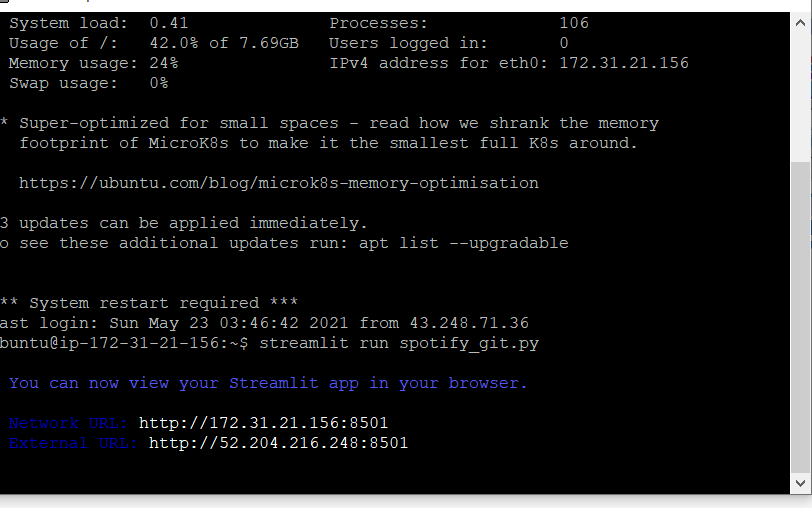 System load:  0.41                Processes:             106
Usage of /:   42.0% of 7.69GB   Users logged in:       0
Memory usage: 24%               IPv4 address for eth0: 172.31.21.156
Swap usage:   0%
* Super-optimized for small spaces - read how we shrank the memory
footprint of MicroK8s to make it the smallest full K8s around.
https://ubuntu.com/blog/microk8s-memory-optimisation
3 updates can be applied immediately.
o see these additional updates run: apt list --upgradable
** System restart required ***
ast login: Sun May 23 03:46:42 2021 from 43.248.71.36
buntu@ip-172-31-21-156:~$ streamlit run spotify_git.py
You can now view your Streamlit app in your browser.
Network URL: http://172.31.21.156:8501
External URL: http://52.204.216.248:8501